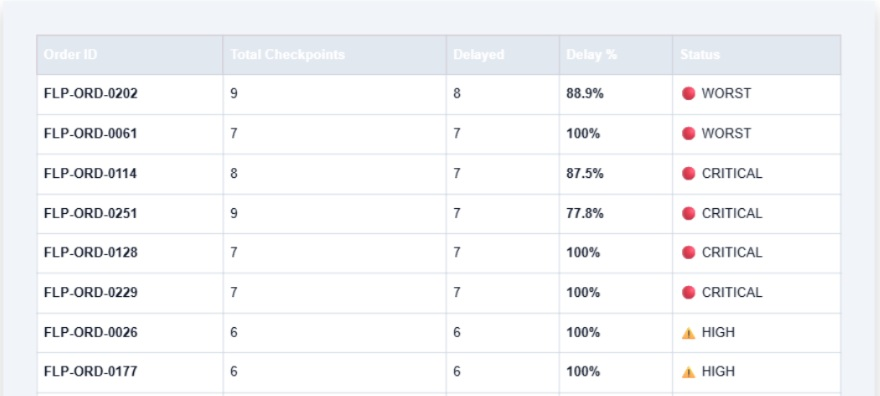 Order ID Total Checkpoints Delayed Delay % Status
FLP-ORD-0202 9 8 88.9% WORST
FLP-ORD-0061 7 7 100% WORST
FLP-ORD-0114 8 7 87.5% CRITICAL
FLP-ORD-0251 9 7 77.8% CRITICAL
FLP-ORD-0128 7 7 100% CRITICAL
FLP-ORD-0229 7 7 100% CRITICAL
FLP-ORD-0026 6 6 100% HIGH
FLP-ORD-0177 6 6 100% HIGH